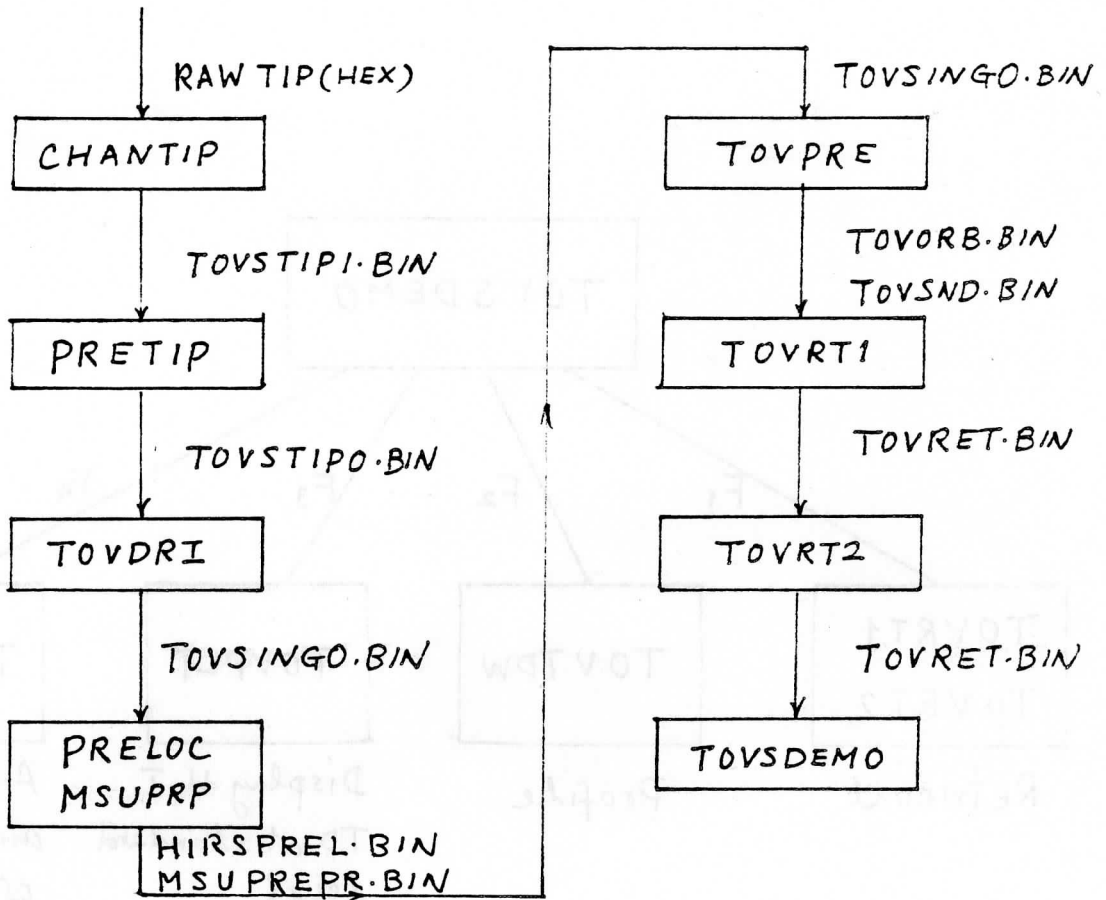 RAW TIP(HEX)
CHANTIP
TOVSTIPI.BIN
PRETIP
TOVSTIPO.BIN
TOVDRI
TOVSINGO.BIN
PRELOC
MSUPRP
HIRSPREL.BIN
MSUPREPR.BIN
TOVSINGO.BIN
TOVPRE
TOVORB.BIN
TOVSND.BIN
TOVRT1
TOVRET.BIN
TOVRT2
TOVRET.BIN
TOVSDEMO